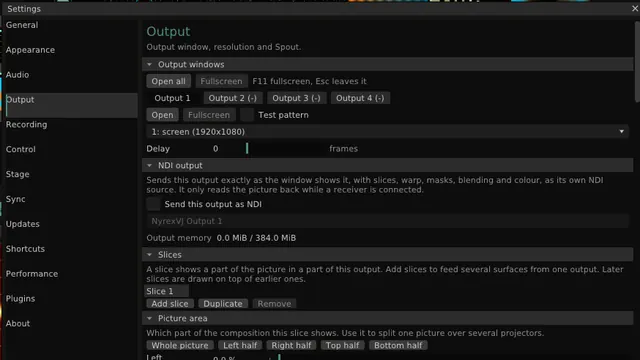 Settings
General
Appearance
Audio
Output
Recording
Control
Stage
Sync
Updates
Shortcuts
Performance
Plugins
About
Output
Output window, resolution and Spout.
Output windows
Open all Fullscreen F11 fullscreen, Esc leaves it
Output 1 Output 2 (-) Output 3 (-) Output 4 (-)
Open Fullscreen Test pattern
1: screen (1920x1080)
Delay 0 frames
NDI output
Sends this output exactly as the window shows it, with slices, warp, masks, blending and colour, as its own NDI
source. It only reads the picture back while a receiver is connected.
Send this output as NDI
NyrexVJ Output 1
Output memory 0.0 MiB / 384.0 MiB
Slices
A slice shows a part of the picture in a part of this output. Add slices to feed several surfaces from one output. Later
slices are drawn on top of earlier ones.
Slice 1
Add slice Duplicate Remove
Picture area
Which part of the composition this slice shows. Use it to split one picture over several projectors.
Whole picture Left half Right half Top half Bottom half
Left 0.0 %